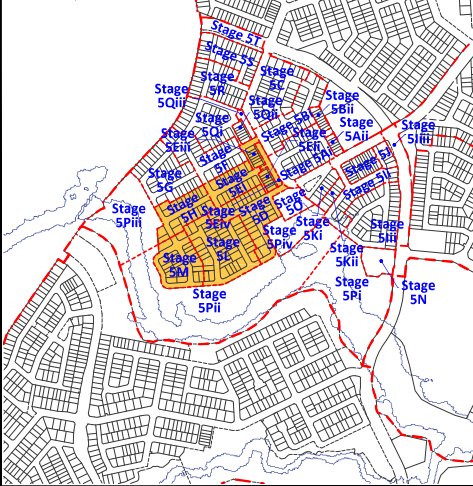 Stage 5T
Stage 5S
Stage
5R
Stage
5C
Stage
5Qiii
Stage
5Qii
Stage
5Bii
Stage
5Qi
Stage 5Bi
Stage
5Aii
Stage
5Iiii
Stage
5Eiii
Stage
5F
Stage
5Eii
Stage 5Ai
Stage 5J
Stage
5G
Stage
5Ei
Stage 5Ii
Stage
5Piii
Stage
5H
Stage
5Eiv
Stage
5D
Stage
5O
Stage
5Ki
Stage
5Iii
Stage
5L
Stage
5Piv
Stage
5M
Stage
5Kii
Stage
5Pi
Stage
5N
Stage
5Pii